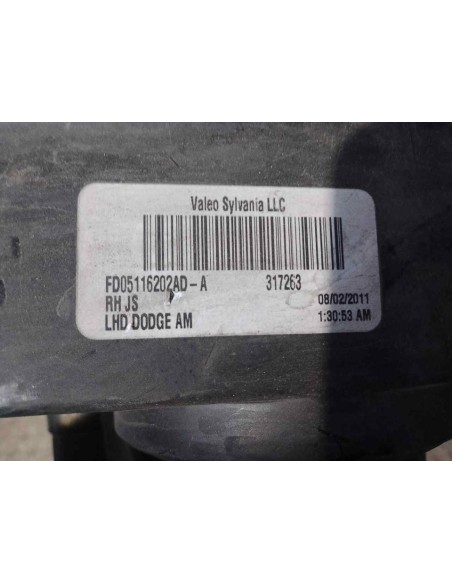 Valeo Sylvania LLC
FD05116202AD-A 317263
RH JS 08/02/2011
LHD DODGE AM 1:30:53 AM